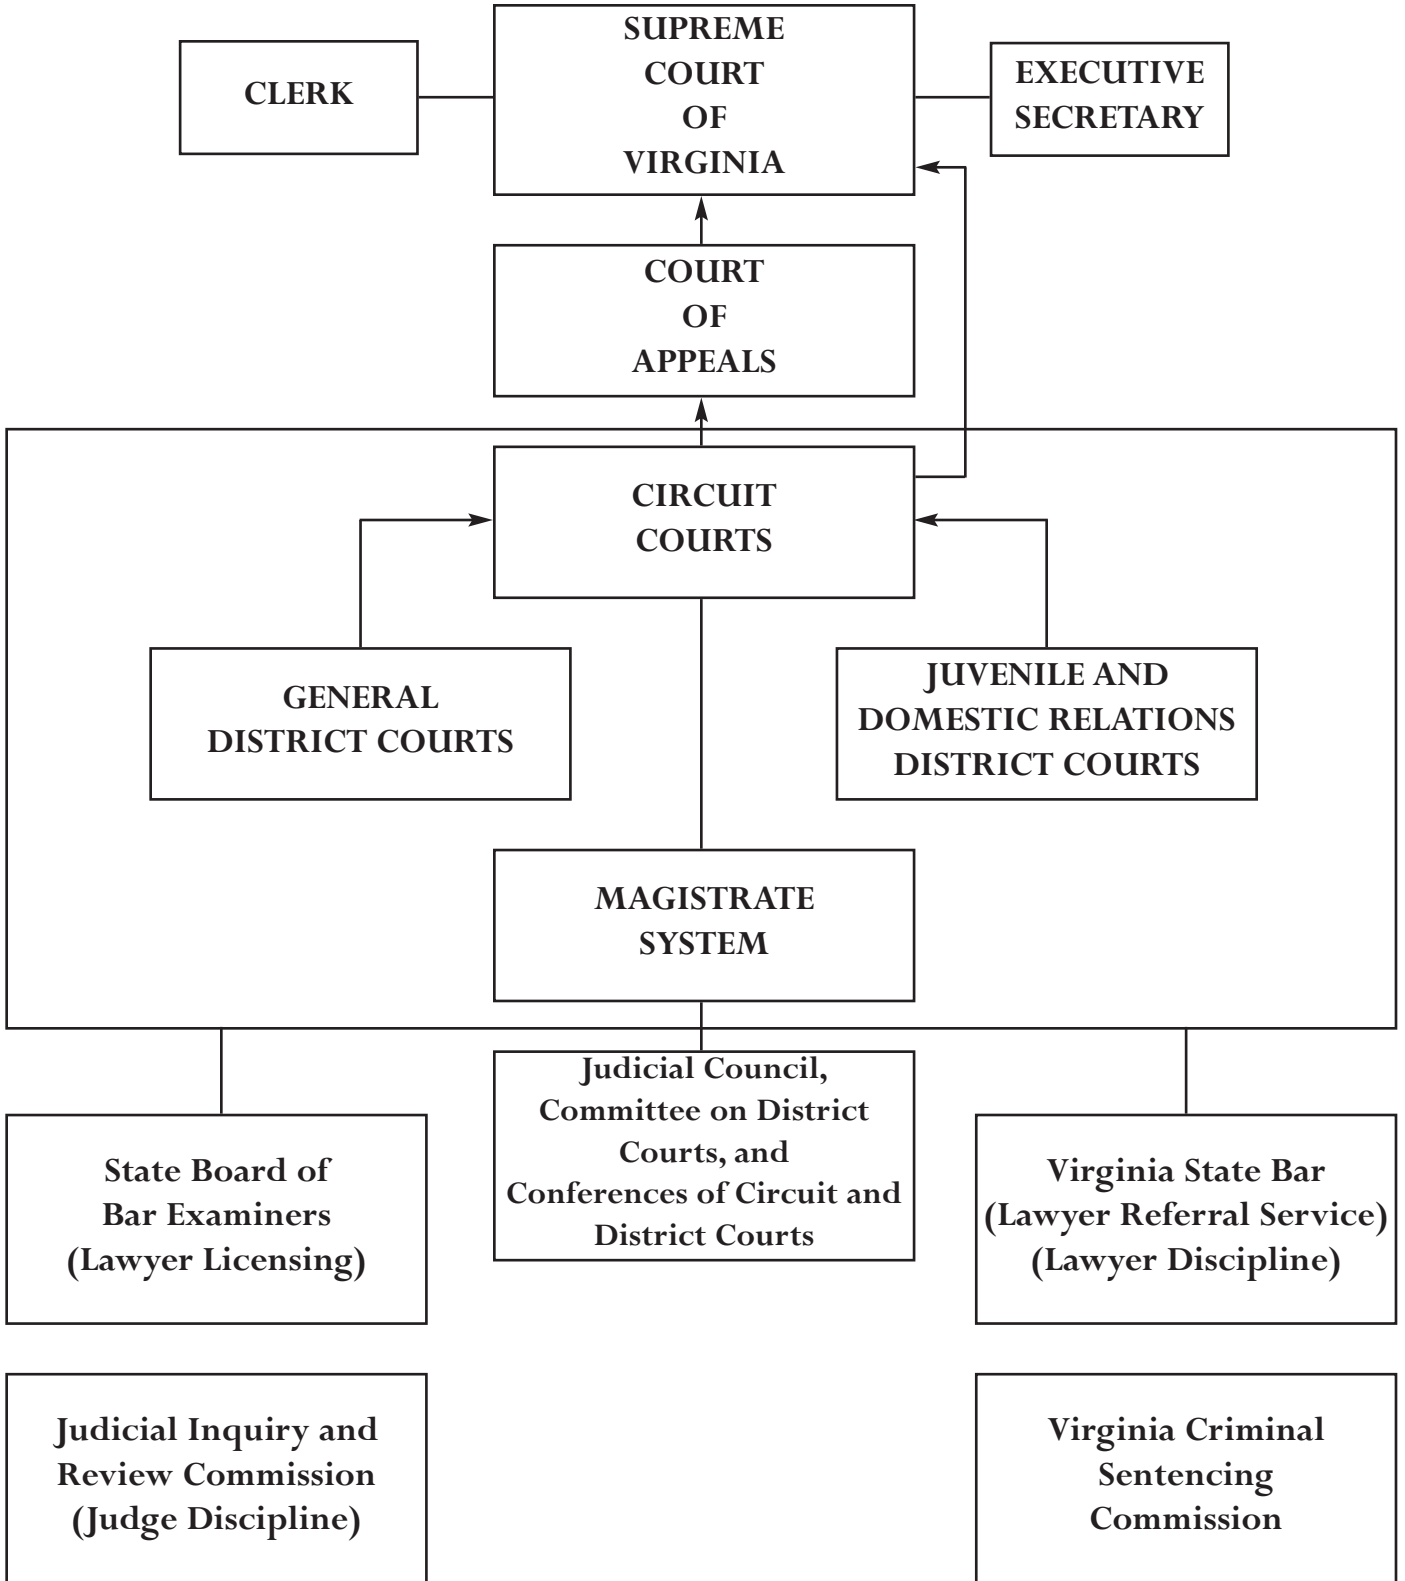 CLERK
SUPREME
COURT
OF
VIRGINIA
EXECUTIVE
SECRETARY
COURT
OF
APPEALS
CIRCUIT
COURTS
GENERAL
DISTRICT COURTS
JUVENILE AND
DOMESTIC RELATIONS
DISTRICT COURTS
MAGISTRATE
SYSTEM
State Board of
Bar Examiners
(Lawyer Licensing)
Judicial Council,
Committee on District
Courts, and
Conferences of Circuit and
District Courts
Virginia State Bar
(Lawyer Referral Service)
(Lawyer Discipline)
Judicial Inquiry and
Review Commission
(Judge Discipline)
Virginia Criminal
Sentencing
Commission